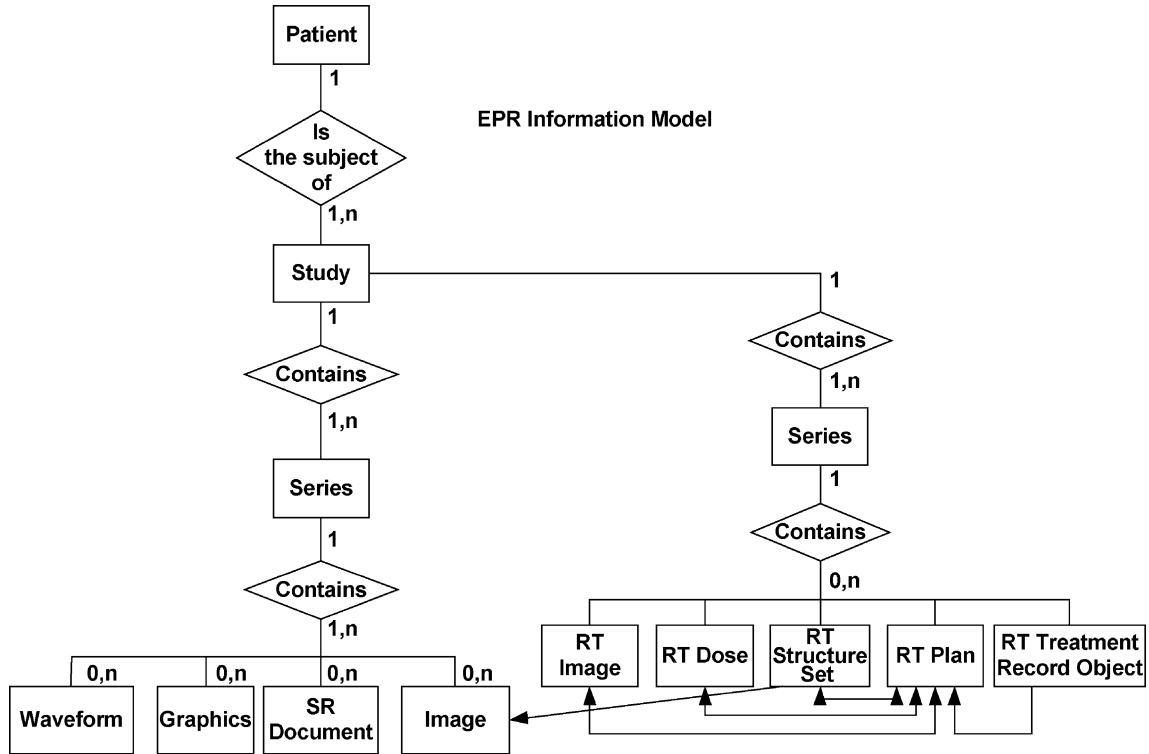 Patient
1
EPR Information Model
Is
the subject
of
1,n
Study
1
1
Contains
Contains
1,n
1,n
Series
Series
1
1
Contains
Contains
0,n
1,n
RT
Image
RT Dose
RT
Structure
Set
RT Plan
RT Treatment
Record Object
0,n
0,n
0,n
0,n
Waveform
Graphics
SR
Document
Image